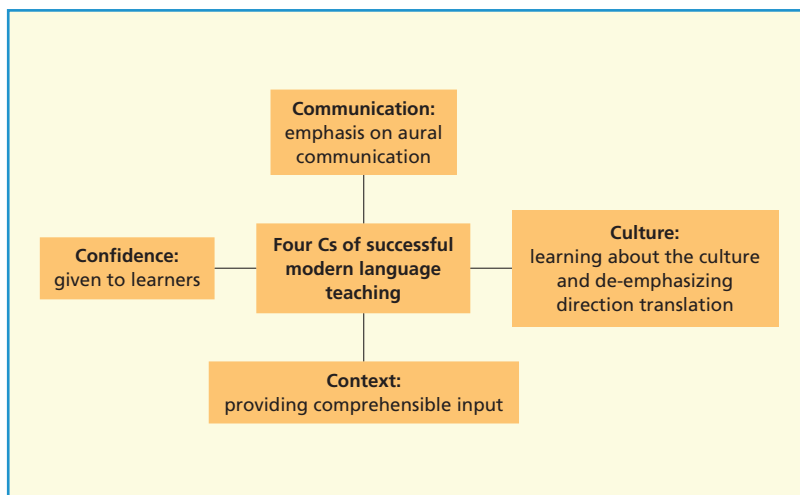 Communication:
emphasis on aural
communication
Confidence:
given to learners
Four Cs of successful
modern language
teaching
Culture:
learning about the culture
and de-emphasizing
direction translation
Context:
providing comprehensible input